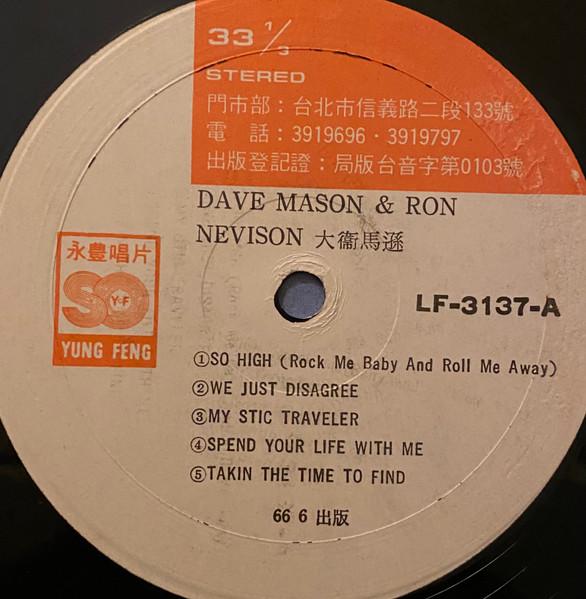 33 1/3
STEREO
門市部：台北市信義路二段133號
電　話：3919696・3919797
出版登記證：局版台音字第0103號
DAVE MASON & RON
NEVISON 大衞馬遜
永豐唱片
Y-F
YUNG FENG
LF-3137-A
①SO HIGH (Rock Me Baby And Roll Me Away)
②WE JUST DISAGREE
③MY STIC TRAVELER
④SPEND YOUR LIFE WITH ME
⑤TAKIN THE TIME TO FIND
66 6 出版